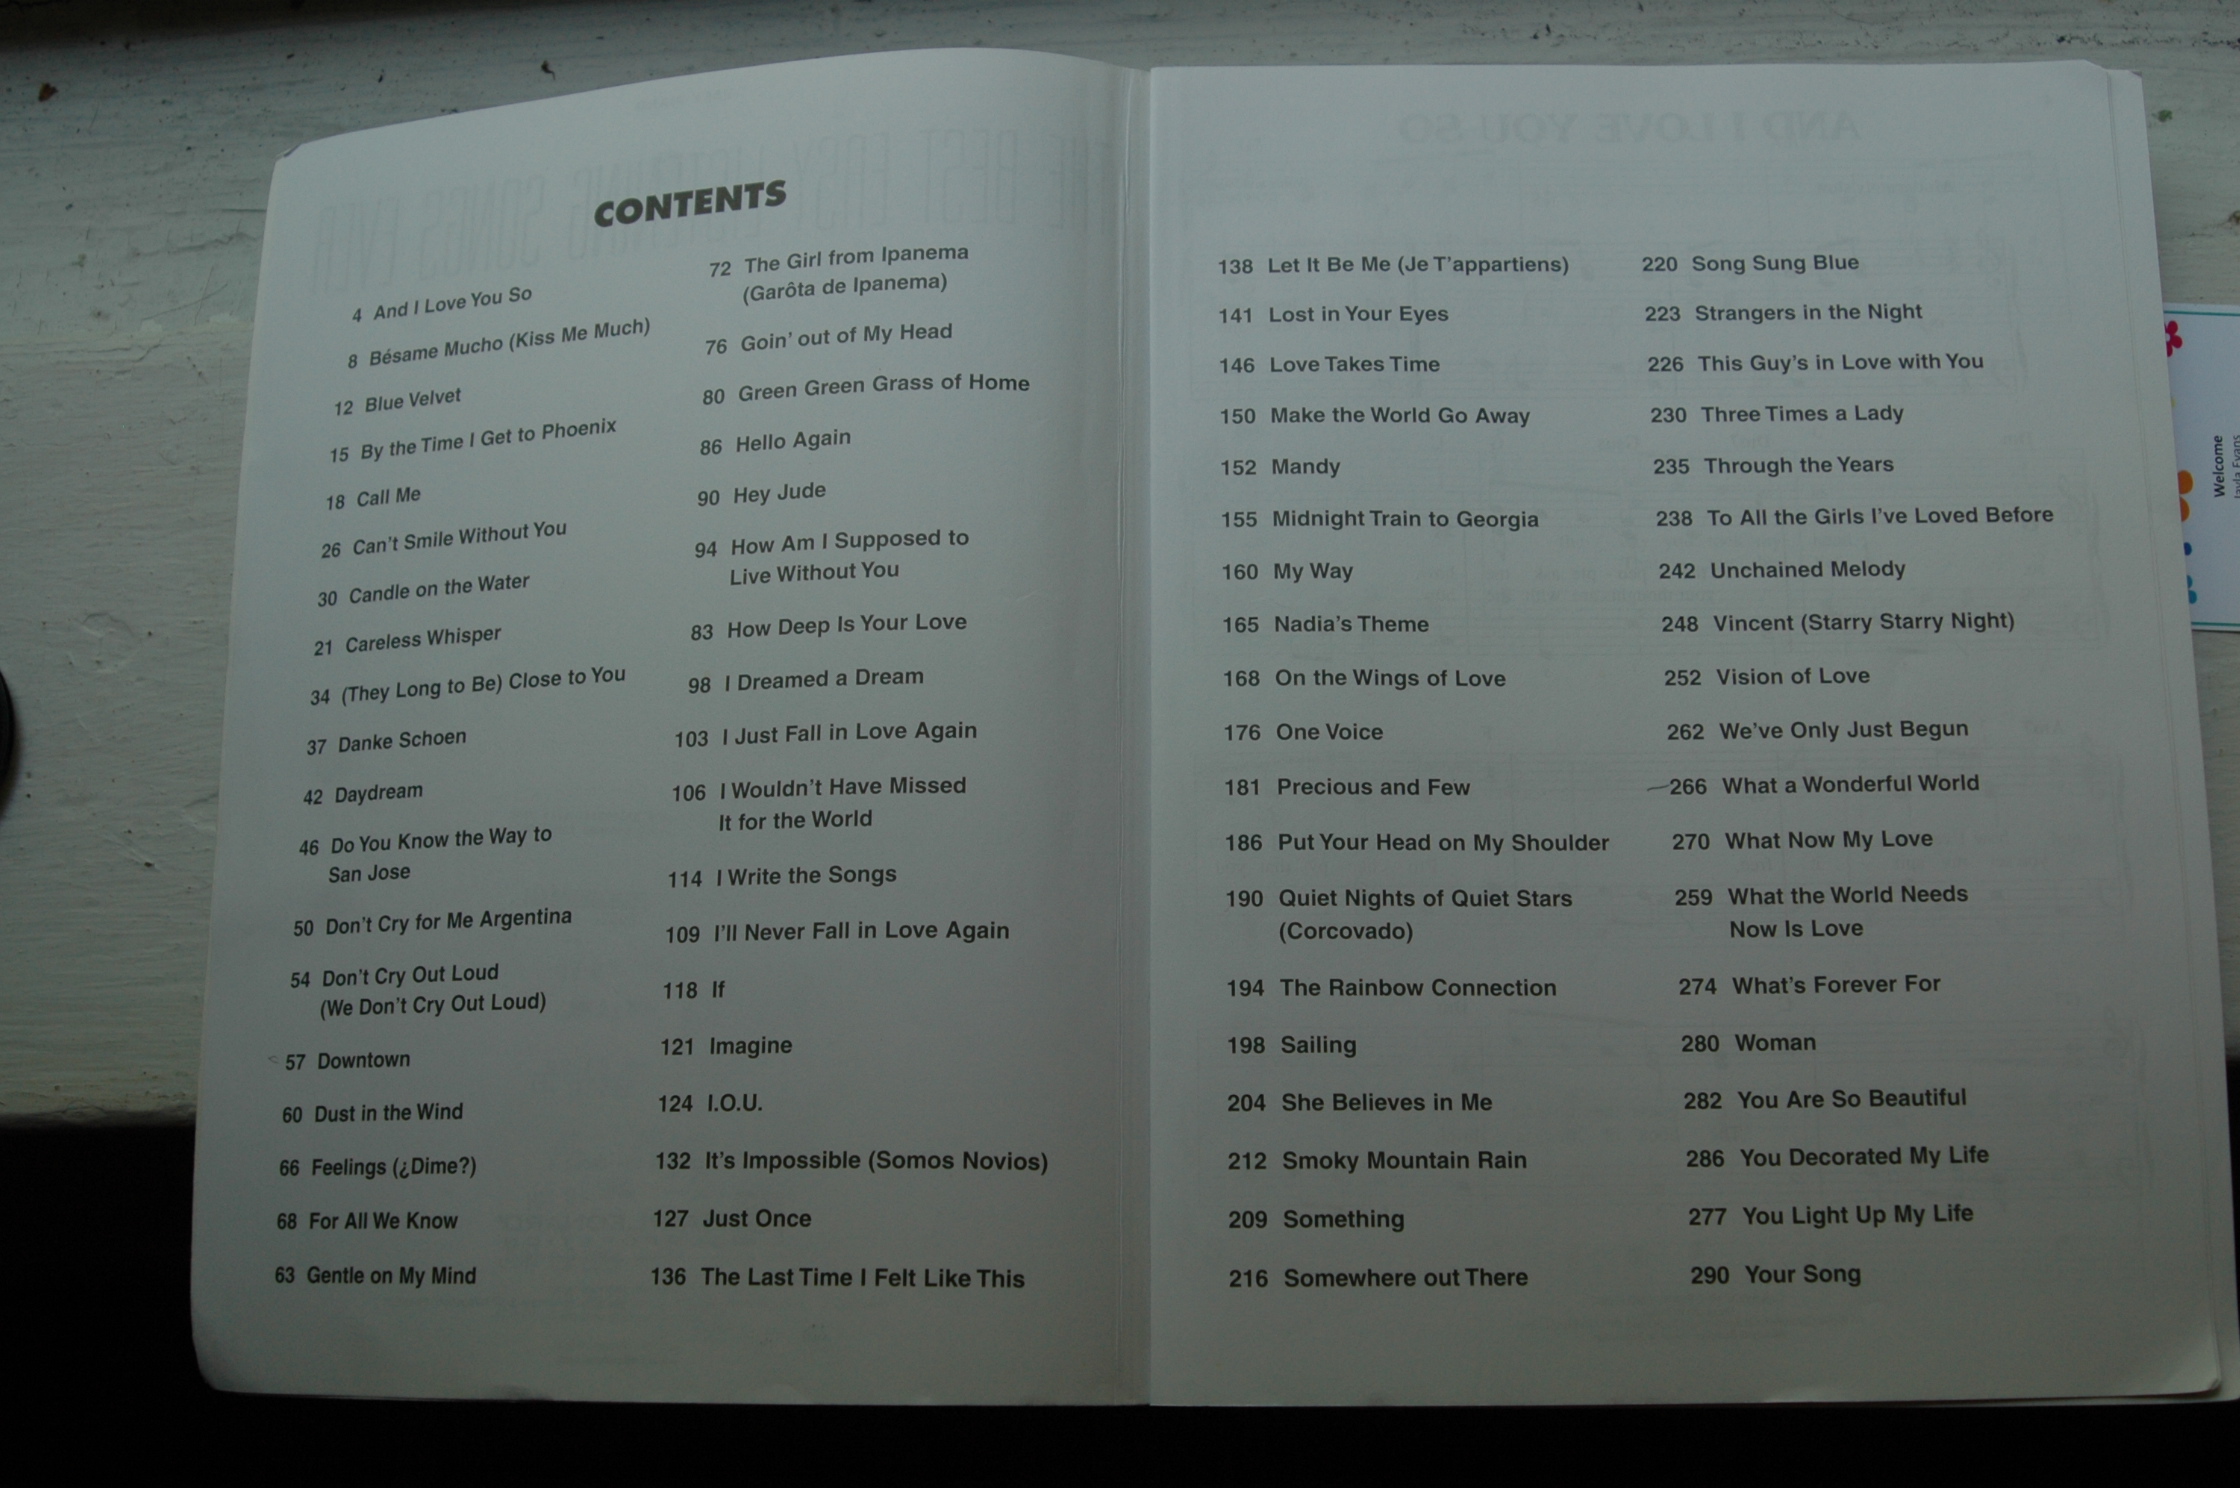 CONTENTS
4 And I Love You So
8 Bésame Mucho (Kiss Me Much)
12 Blue Velvet
15 By the Time I Get to Phoenix
18 Call Me
26 Can't Smile Without You
30 Candle on the Water
21 Careless Whisper
34 (They Long to Be) Close to You
37 Danke Schoen
42 Daydream
46 Do You Know the Way to
San Jose
50 Don't Cry for Me Argentina
54 Don't Cry Out Loud
(We Don't Cry Out Loud)
57 Downtown
60 Dust in the Wind
66 Feelings (¿Dime?)
68 For All We Know
63 Gentle on My Mind
72 The Girl from Ipanema
(Garôta de Ipanema)
76 Goin' out of My Head
80 Green Green Grass of Home
86 Hello Again
90 Hey Jude
94 How Am I Supposed to
Live Without You
83 How Deep Is Your Love
98 I Dreamed a Dream
103 I Just Fall in Love Again
106 I Wouldn't Have Missed
It for the World
114 I Write the Songs
109 I'll Never Fall in Love Again
118 If
121 Imagine
124 I.O.U.
132 It's Impossible (Somos Novios)
127 Just Once
136 The Last Time I Felt Like This
138 Let It Be Me (Je T'appartiens)
141 Lost in Your Eyes
146 Love Takes Time
150 Make the World Go Away
152 Mandy
155 Midnight Train to Georgia
160 My Way
165 Nadia's Theme
168 On the Wings of Love
176 One Voice
181 Precious and Few
186 Put Your Head on My Shoulder
190 Quiet Nights of Quiet Stars
(Corcovado)
194 The Rainbow Connection
198 Sailing
204 She Believes in Me
212 Smoky Mountain Rain
209 Something
216 Somewhere out There
220 Song Sung Blue
223 Strangers in the Night
226 This Guy's in Love with You
230 Three Times a Lady
235 Through the Years
238 To All the Girls I've Loved Before
242 Unchained Melody
248 Vincent (Starry Starry Night)
252 Vision of Love
262 We've Only Just Begun
266 What a Wonderful World
270 What Now My Love
259 What the World Needs
Now Is Love
274 What's Forever For
280 Woman
282 You Are So Beautiful
286 You Decorated My Life
277 You Light Up My Life
290 Your Song
Welcome